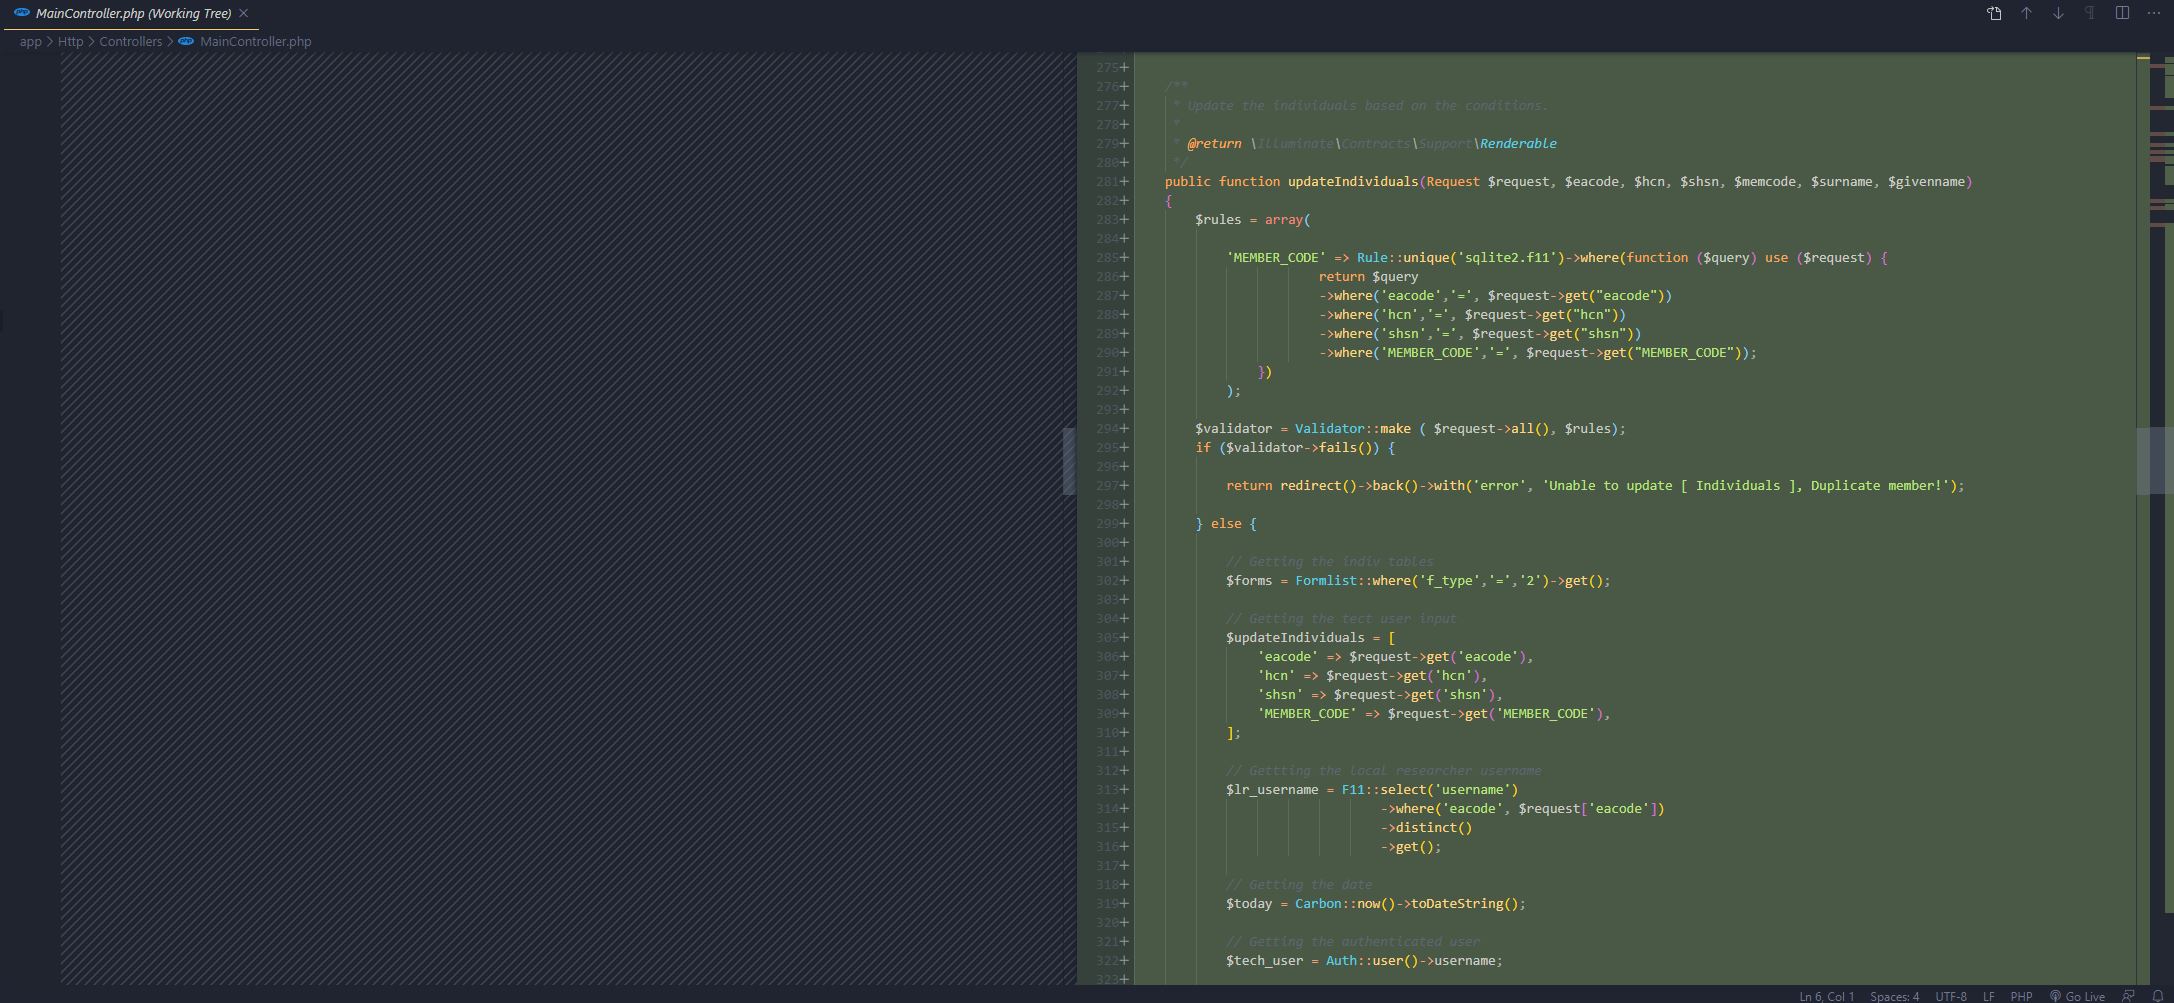 MainController.php (Working Tree)
app > Http > Controllers > MainController.php
275+
276+ /**
277+ * Update the individuals based on the conditions.
278+ *
279+ * @return \Illuminate\Contracts\Support\Renderable
280+ */
281+ public function updateIndividuals(Request $request, $eacode, $hcn, $shsn, $memcode, $surname, $givenname)
282+ {
283+ $rules = array(
284+
285+ 'MEMBER_CODE' => Rule::unique('sqlite2.f11')->where(function ($query) use ($request) {
286+ return $query
287+ ->where('eacode','=', $request->get("eacode"))
288+ ->where('hcn','=', $request->get("hcn"))
289+ ->where('shsn','=', $request->get("shsn"))
290+ ->where('MEMBER_CODE','=', $request->get("MEMBER_CODE"));
291+ })
292+ );
293+
294+ $validator = Validator::make ( $request->all(), $rules);
295+ if ($validator->fails()) {
296+
297+ return redirect()->back()->with('error', 'Unable to update [ Individuals ], Duplicate member!');
298+
299+ } else {
300+
301+ // Getting the indiv tables
302+ $forms = Formlist::where('f_type','=','2')->get();
303+
304+ // Getting the tect user input
305+ $updateIndividuals = [
306+ 'eacode' => $request->get('eacode'),
307+ 'hcn' => $request->get('hcn'),
308+ 'shsn' => $request->get('shsn'),
309+ 'MEMBER_CODE' => $request->get('MEMBER_CODE'),
310+ ];
311+
312+ // Gettting the local researcher username
313+ $lr_username = F11::select('username')
314+ ->where('eacode', $request['eacode'])
315+ ->distinct()
316+ ->get();
317+
318+ // Getting the date
319+ $today = Carbon::now()->toDateString();
320+
321+ // Getting the authenticated user
322+ $tech_user = Auth::user()->username;
323+
Ln 6, Col 1 Spaces: 4 UTF-8 LF PHP Go Live